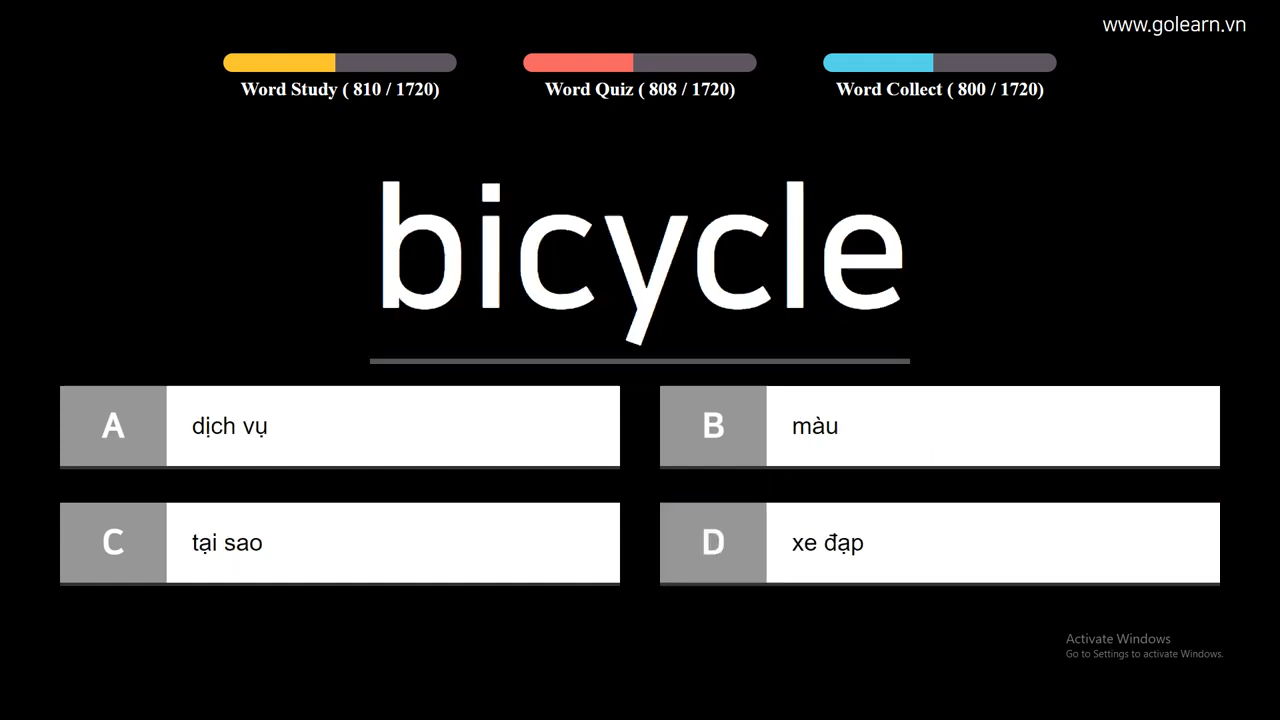 www.golearn.vn
Word Study ( 810 / 1720)
Word Quiz ( 808 / 1720)
Word Collect ( 800 / 1720)
bicycle
A dịch vụ
B màu
C tại sao
D xe đạp
Activate Windows
Go to Settings to activate Windows.